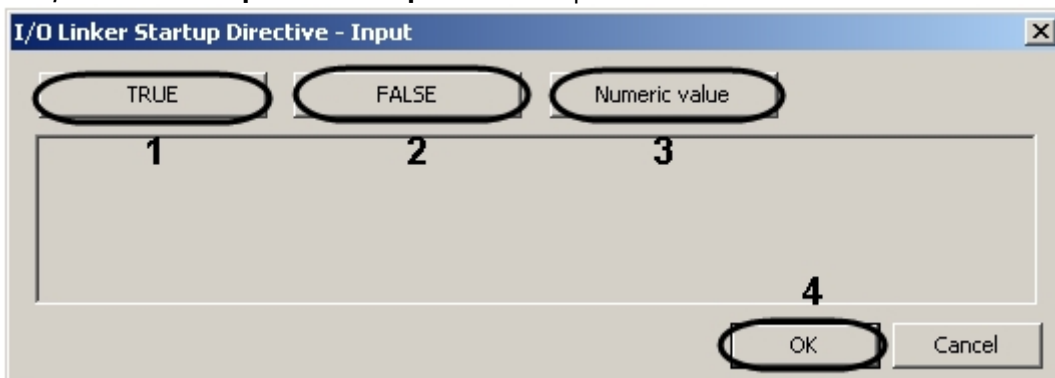 I/O Linker Startup Directive - Input
TRUE FALSE Numeric value
1 2 3
4
OK Cancel